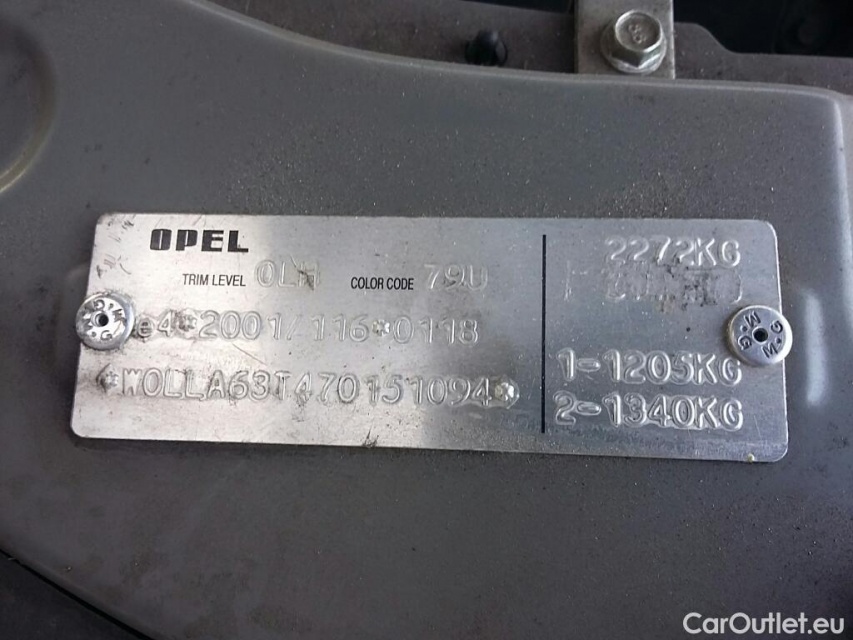 OPEL
TRIM LEVEL COLOR CODE 79U
e4*2001/116*0118
*W0LLA63T470151094*
2272KG
1-1205KG
2-1340KG
G.M. G.M.
CarOutlet.eu